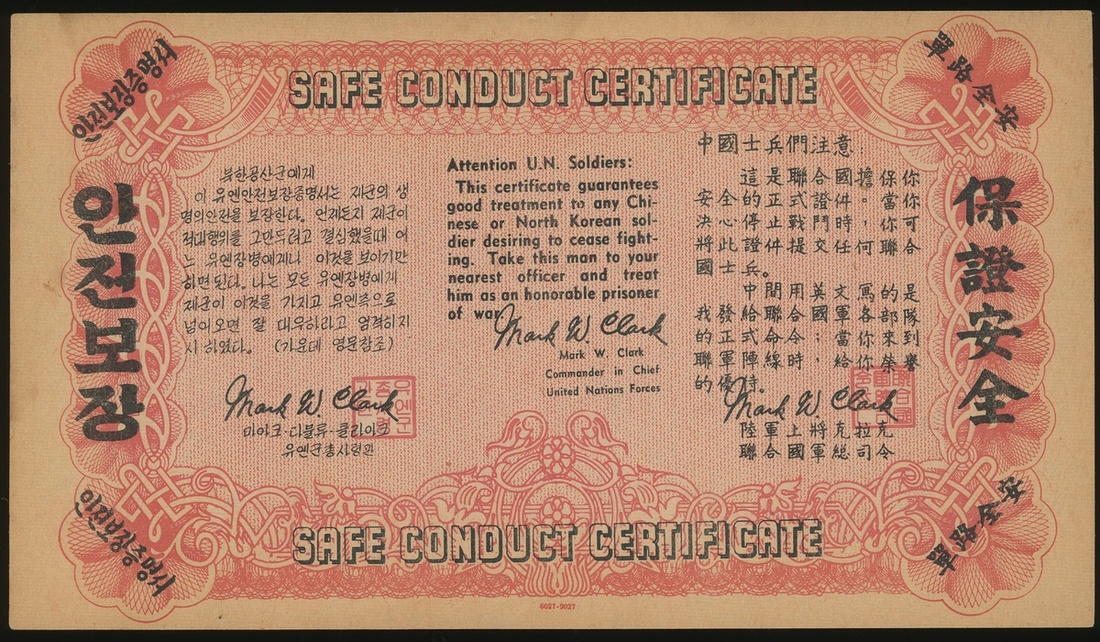 SAFE CONDUCT CERTIFICATE
안전보장증명서
單路全安
안전보장
북한공산군에게
이 유엔안전보장증명서는 제군의 생
명의안전을 보장한다. 언제든지 제군이
적대행위를 그만두려고 결심했을때 어
느 유엔장병에게나 이것을 보이기만
하면 된다. 나는 모든 유엔장병에게
제군이 이것을 가지고 유엔측으로
넘어오면 잘 대우하라고 엄격하지
시 하였다. (가운데 영문참조)
Mark W. Clark
마아크·디불류·클라아크
유엔군총사령관
Attention U.N. Soldiers:
This certificate guarantees
good treatment to any Chi-
nese or North Korean sol-
dier desiring to cease fight-
ing. Take this man to your
nearest officer and treat
him as an honorable prisoner
of war.
Mark W. Clark
Mark W. Clark
Commander in Chief
United Nations Forces
中國士兵們注意:
這是聯合國擔保你
安全的正式證件。當你
決心停止戰鬥時，你可
將此證件提交任何聯合
國士兵。
中間用英文寫的是
我發給聯合國軍各部隊
的正式命令；當你來到
聯軍陣線時，給你榮譽
的優待。
Mark W. Clark
陸軍上將克拉克
聯合國軍總司令
保證安全
안전보장증명서
單路全安
SAFE CONDUCT CERTIFICATE
6027-9027